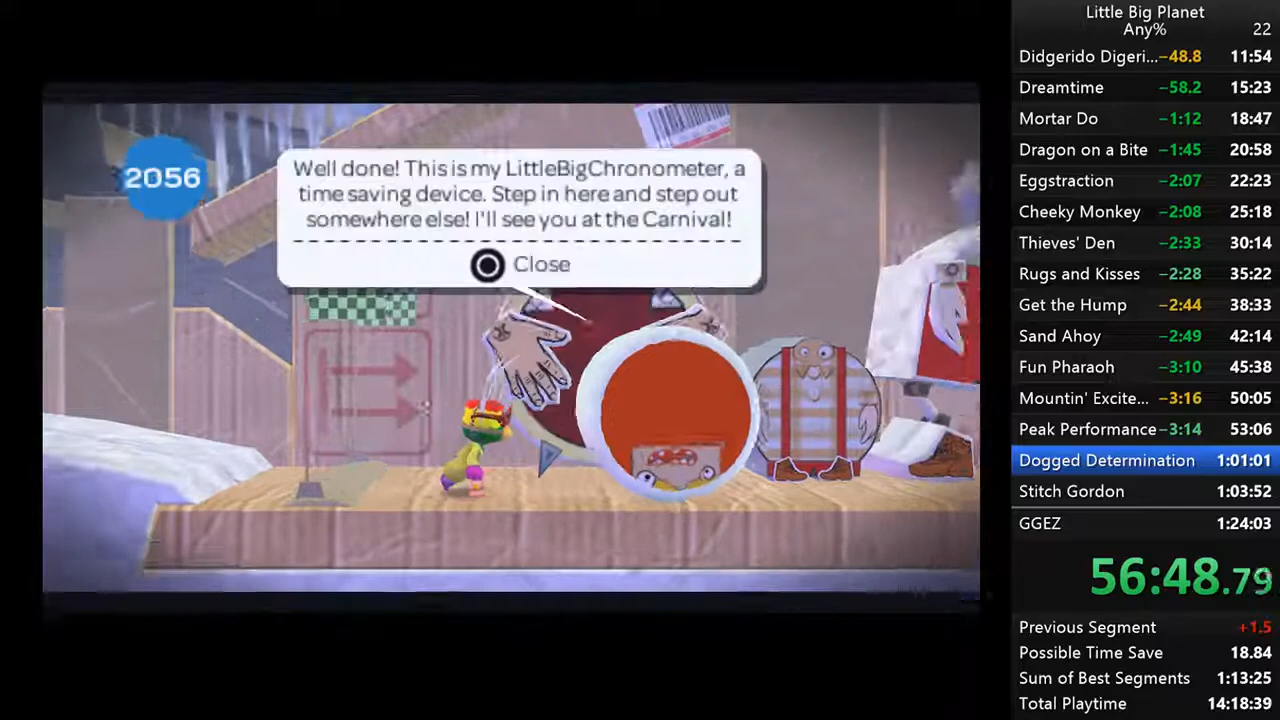 Little Big Planet
Any% 22
Didgerido Digeri... −48.8 11:54
Dreamtime −58.2 15:23
Mortar Do −1:12 18:47
Dragon on a Bite −1:45 20:58
Eggstraction −2:07 22:23
Cheeky Monkey −2:08 25:18
Thieves' Den −2:33 30:14
Rugs and Kisses −2:28 35:22
Get the Hump −2:44 38:33
Sand Ahoy −2:49 42:14
Fun Pharaoh −3:10 45:38
Mountin' Excite... −3:16 50:05
Peak Performance −3:14 53:06
Dogged Determination 1:01:01
Stitch Gordon 1:03:52
GGEZ 1:24:03
56:48.79
Previous Segment +1.5
Possible Time Save 18.84
Sum of Best Segments 1:13:25
Total Playtime 14:18:39
2056
Well done! This is my LittleBigChronometer, a
time saving device. Step in here and step out
somewhere else! I'll see you at the Carnival!
Close